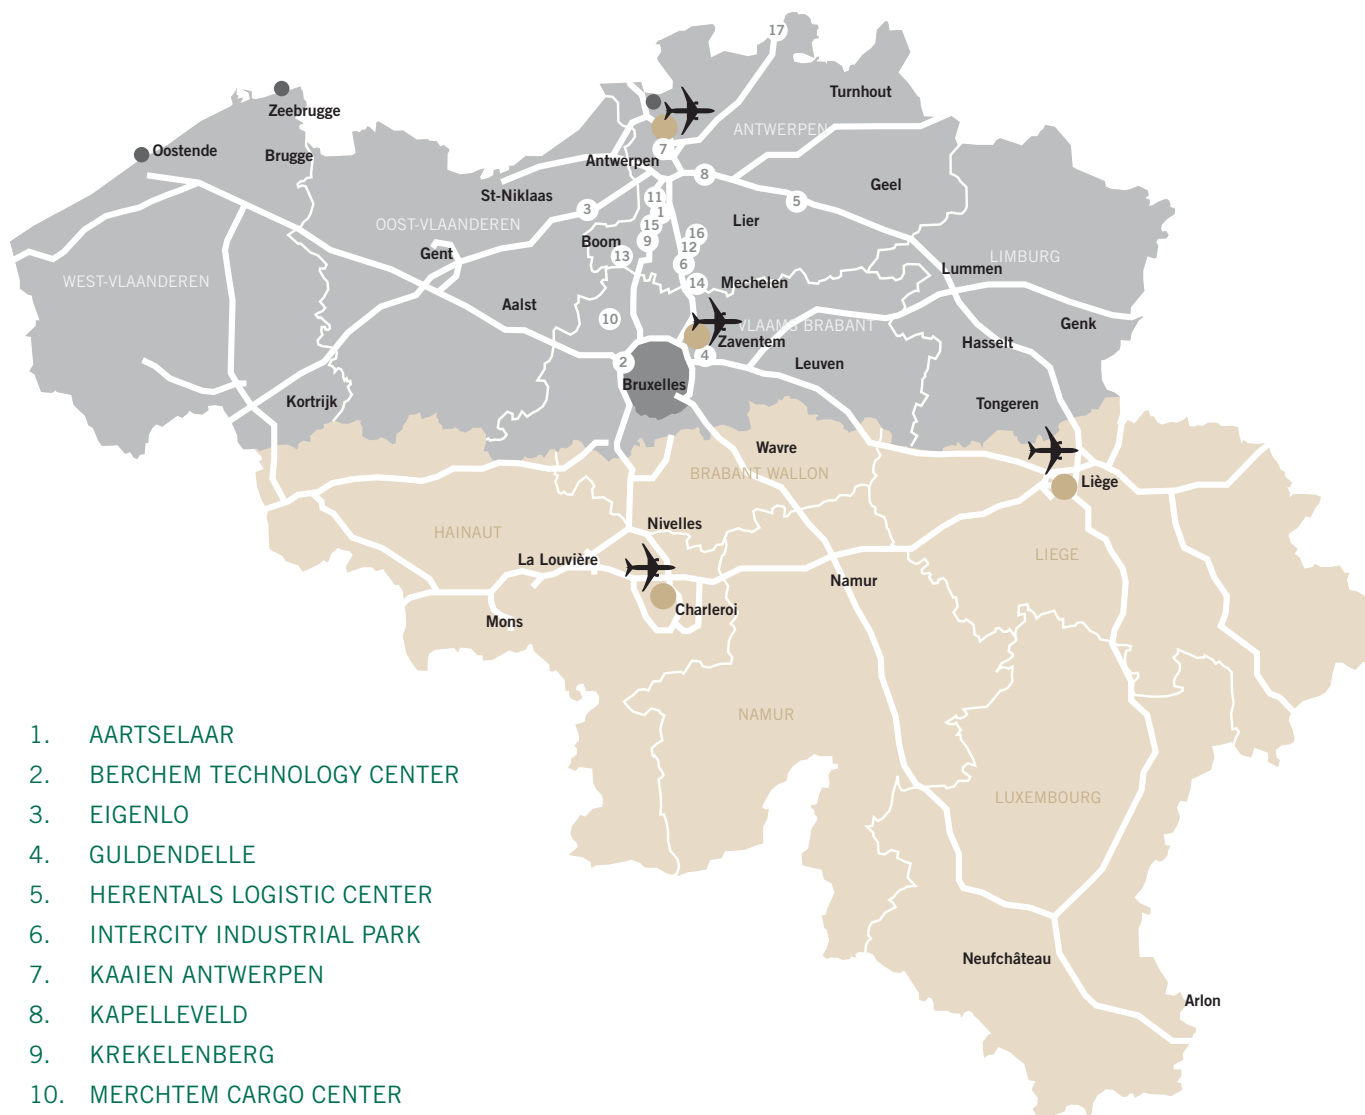 17
Turnhout
Zeebrugge
ANTWERPEN
Oostende
Brugge
7
Antwerpen
8
Geel
St-Niklaas
11
5
3
1
Lier
OOST-VLAANDEREN
15
16
Boom
9
12
Gent
13
6
LIMBURG
Lummen
WEST-VLAANDEREN
14
Mechelen
Aalst
10
VLAAMS BRABANT
Genk
Zaventem
Hasselt
2
4
Leuven
Bruxelles
Kortrijk
Tongeren
Wavre
BRABANT WALLON
Liège
Nivelles
HAINAUT
LIEGE
La Louvière
Namur
Charleroi
Mons
NAMUR
LUXEMBOURG
Neufchâteau
Arlon
1. AARTSELAAR
2. BERCHEM TECHNOLOGY CENTER
3. EIGENLO
4. GULDENDELLE
5. HERENTALS LOGISTIC CENTER
6. INTERCITY INDUSTRIAL PARK
7. KAAIEN ANTWERPEN
8. KAPELLEVELD
9. KREKELENBERG
10. MERCHTEM CARGO CENTER